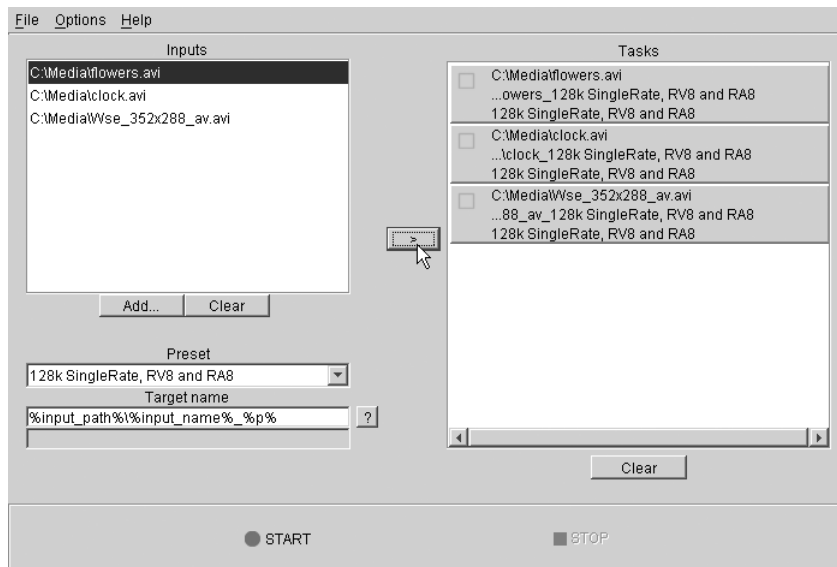 File Options Help
Inputs
C:\Media\flowers.avi
C:\Media\clock.avi
C:\Media\Wse_352x288_av.avi
Add... Clear
Preset
128k SingleRate, RV8 and RA8
Target name
%input_path%\%input_name%_%p%
?
>
Tasks
C:\Media\flowers.avi
...owers_128k SingleRate, RV8 and RA8
128k SingleRate, RV8 and RA8
C:\Media\clock.avi
...\clock_128k SingleRate, RV8 and RA8
128k SingleRate, RV8 and RA8
C:\Media\Wse_352x288_av.avi
...88_av_128k SingleRate, RV8 and RA8
128k SingleRate, RV8 and RA8
Clear
START STOP